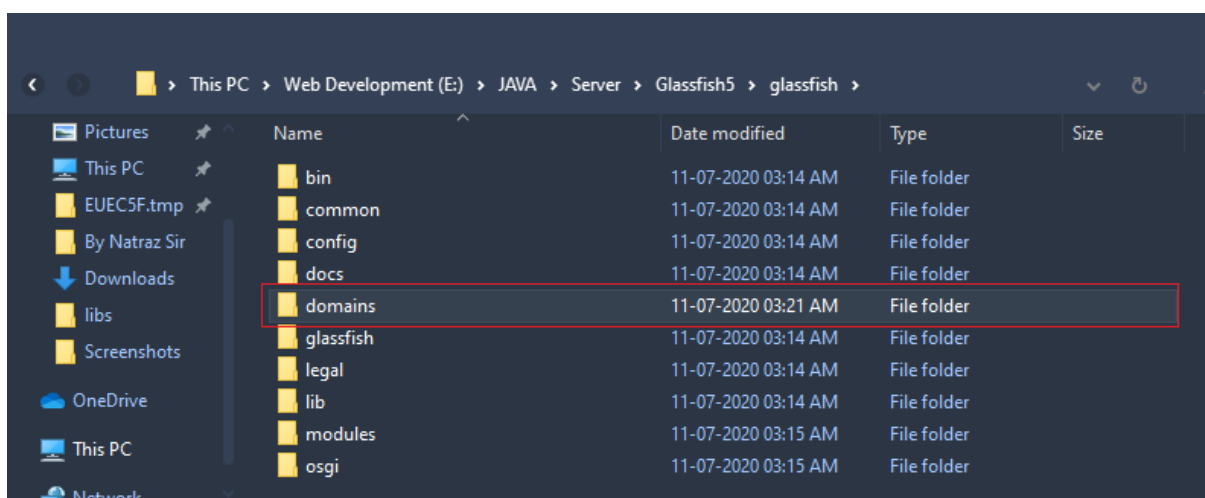 This PC > Web Development (E:) > JAVA > Server > Glassfish5 > glassfish >
Pictures
This PC
EUEC5F.tmp
By Natraz Sir
Downloads
libs
Screenshots
OneDrive
This PC
Network
Name Date modified Type Size
bin 11-07-2020 03:14 AM File folder
common 11-07-2020 03:14 AM File folder
config 11-07-2020 03:14 AM File folder
docs 11-07-2020 03:14 AM File folder
domains 11-07-2020 03:21 AM File folder
glassfish 11-07-2020 03:14 AM File folder
legal 11-07-2020 03:14 AM File folder
lib 11-07-2020 03:14 AM File folder
modules 11-07-2020 03:15 AM File folder
osgi 11-07-2020 03:15 AM File folder